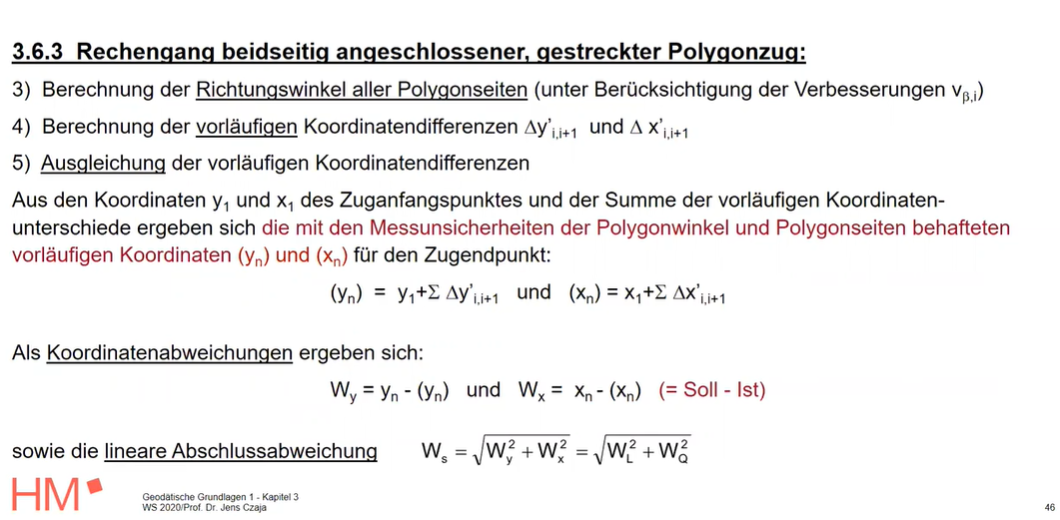 3.6.3 Rechengang beidseitig angeschlossener, gestreckter Polygonzug:
3) Berechnung der Richtungswinkel aller Polygonseiten (unter Berücksichtigung der Verbesserungen vβ,i)
4) Berechnung der vorläufigen Koordinatendifferenzen Δy'i,i+1 und Δ x'i,i+1
5) Ausgleichung der vorläufigen Koordinatendifferenzen
Aus den Koordinaten y1 und x1 des Zuganfangspunktes und der Summe der vorläufigen Koordinaten-
unterschiede ergeben sich die mit den Messunsicherheiten der Polygonwinkel und Polygonseiten behafteten
vorläufigen Koordinaten (yn) und (xn) für den Zugendpunkt:
(yn) = y1+Σ Δy'i,i+1 und (xn) = x1+Σ Δx'i,i+1
Als Koordinatenabweichungen ergeben sich:
Wy = yn - (yn) und Wx = xn - (xn) (= Soll - Ist)
sowie die lineare Abschlussabweichung Ws = √(Wy² + Wx²) = √(WL² + WQ²)
HM
Geodätische Grundlagen 1 - Kapitel 3
WS 2020/Prof. Dr. Jens Czaja
46